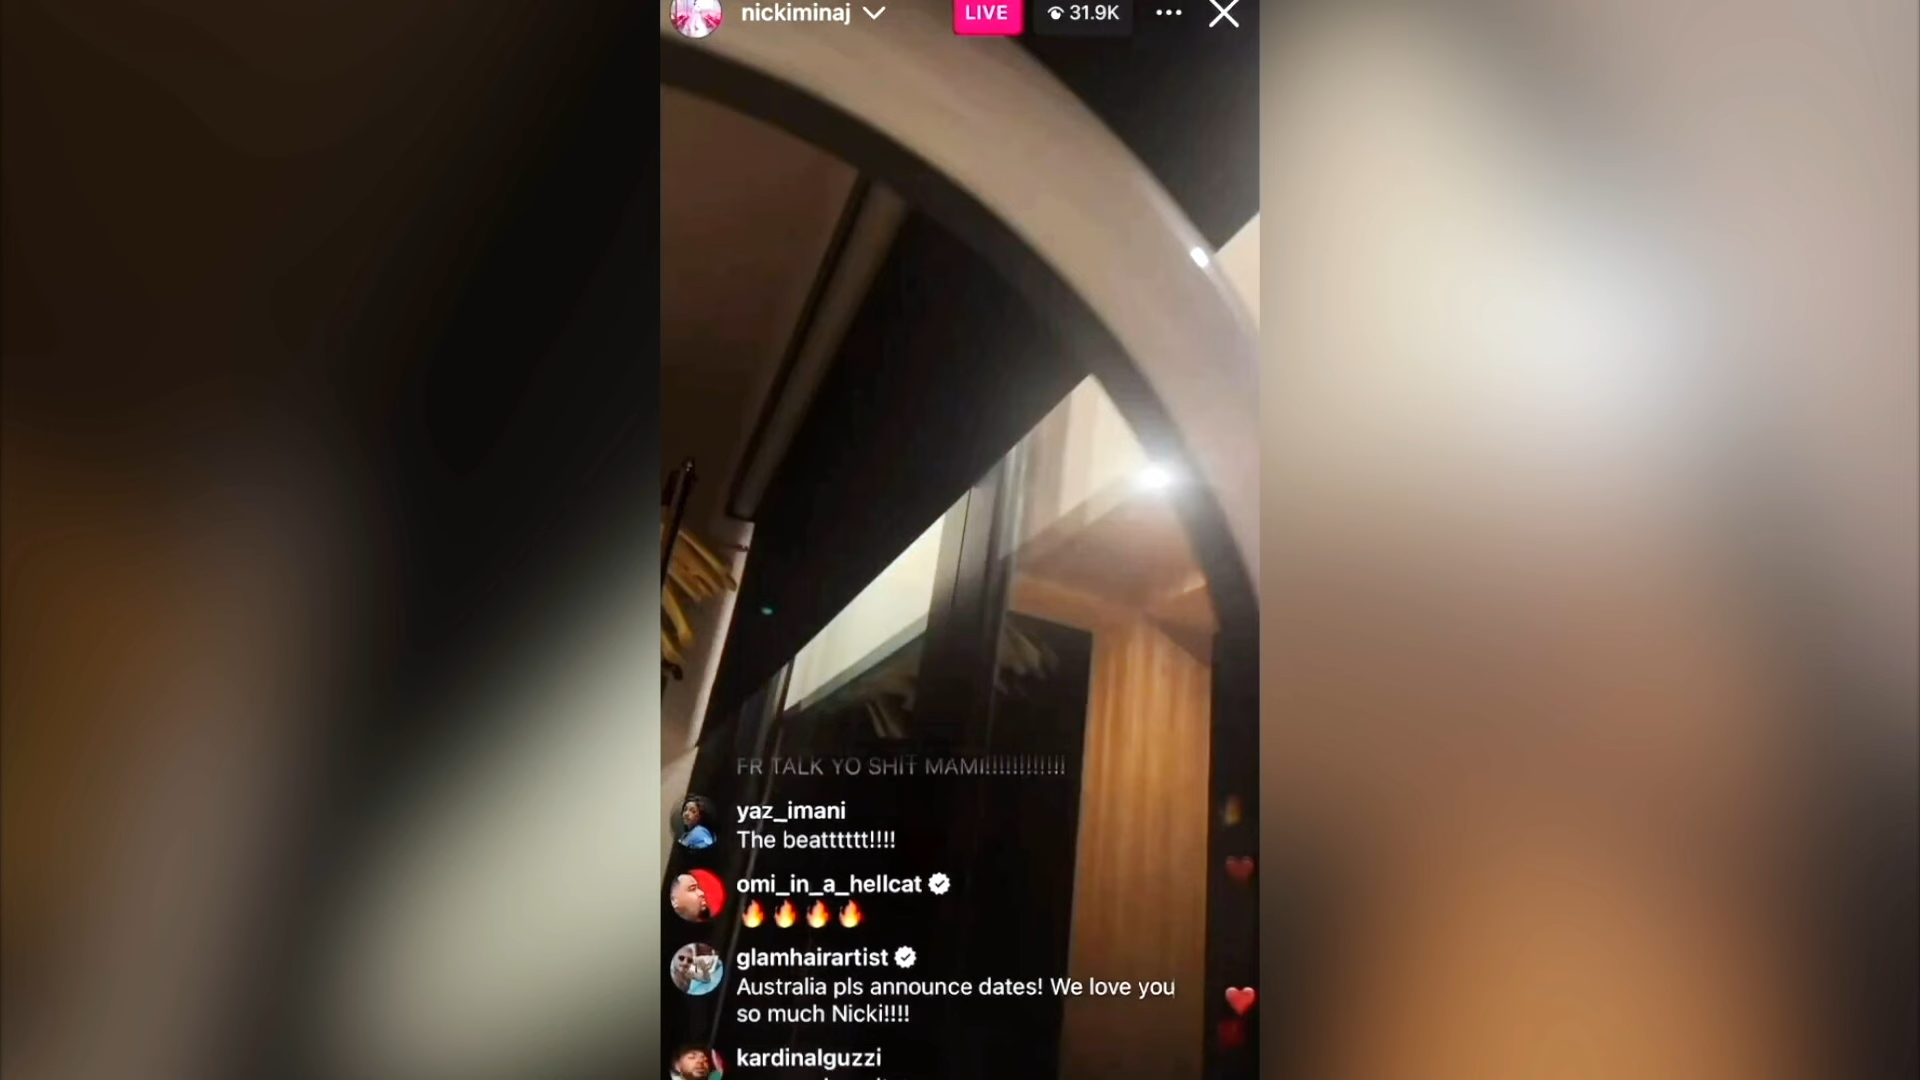 nickiminaj
LIVE
31.9K
FR TALK YO SHIT MAMI!!!!!!!!!!!!
yaz_imani
The beatttttt!!!!
omi_in_a_hellcat
🔥🔥🔥🔥
glamhairartist
Australia pls announce dates! We love you
so much Nicki!!!!
kardinalguzzi